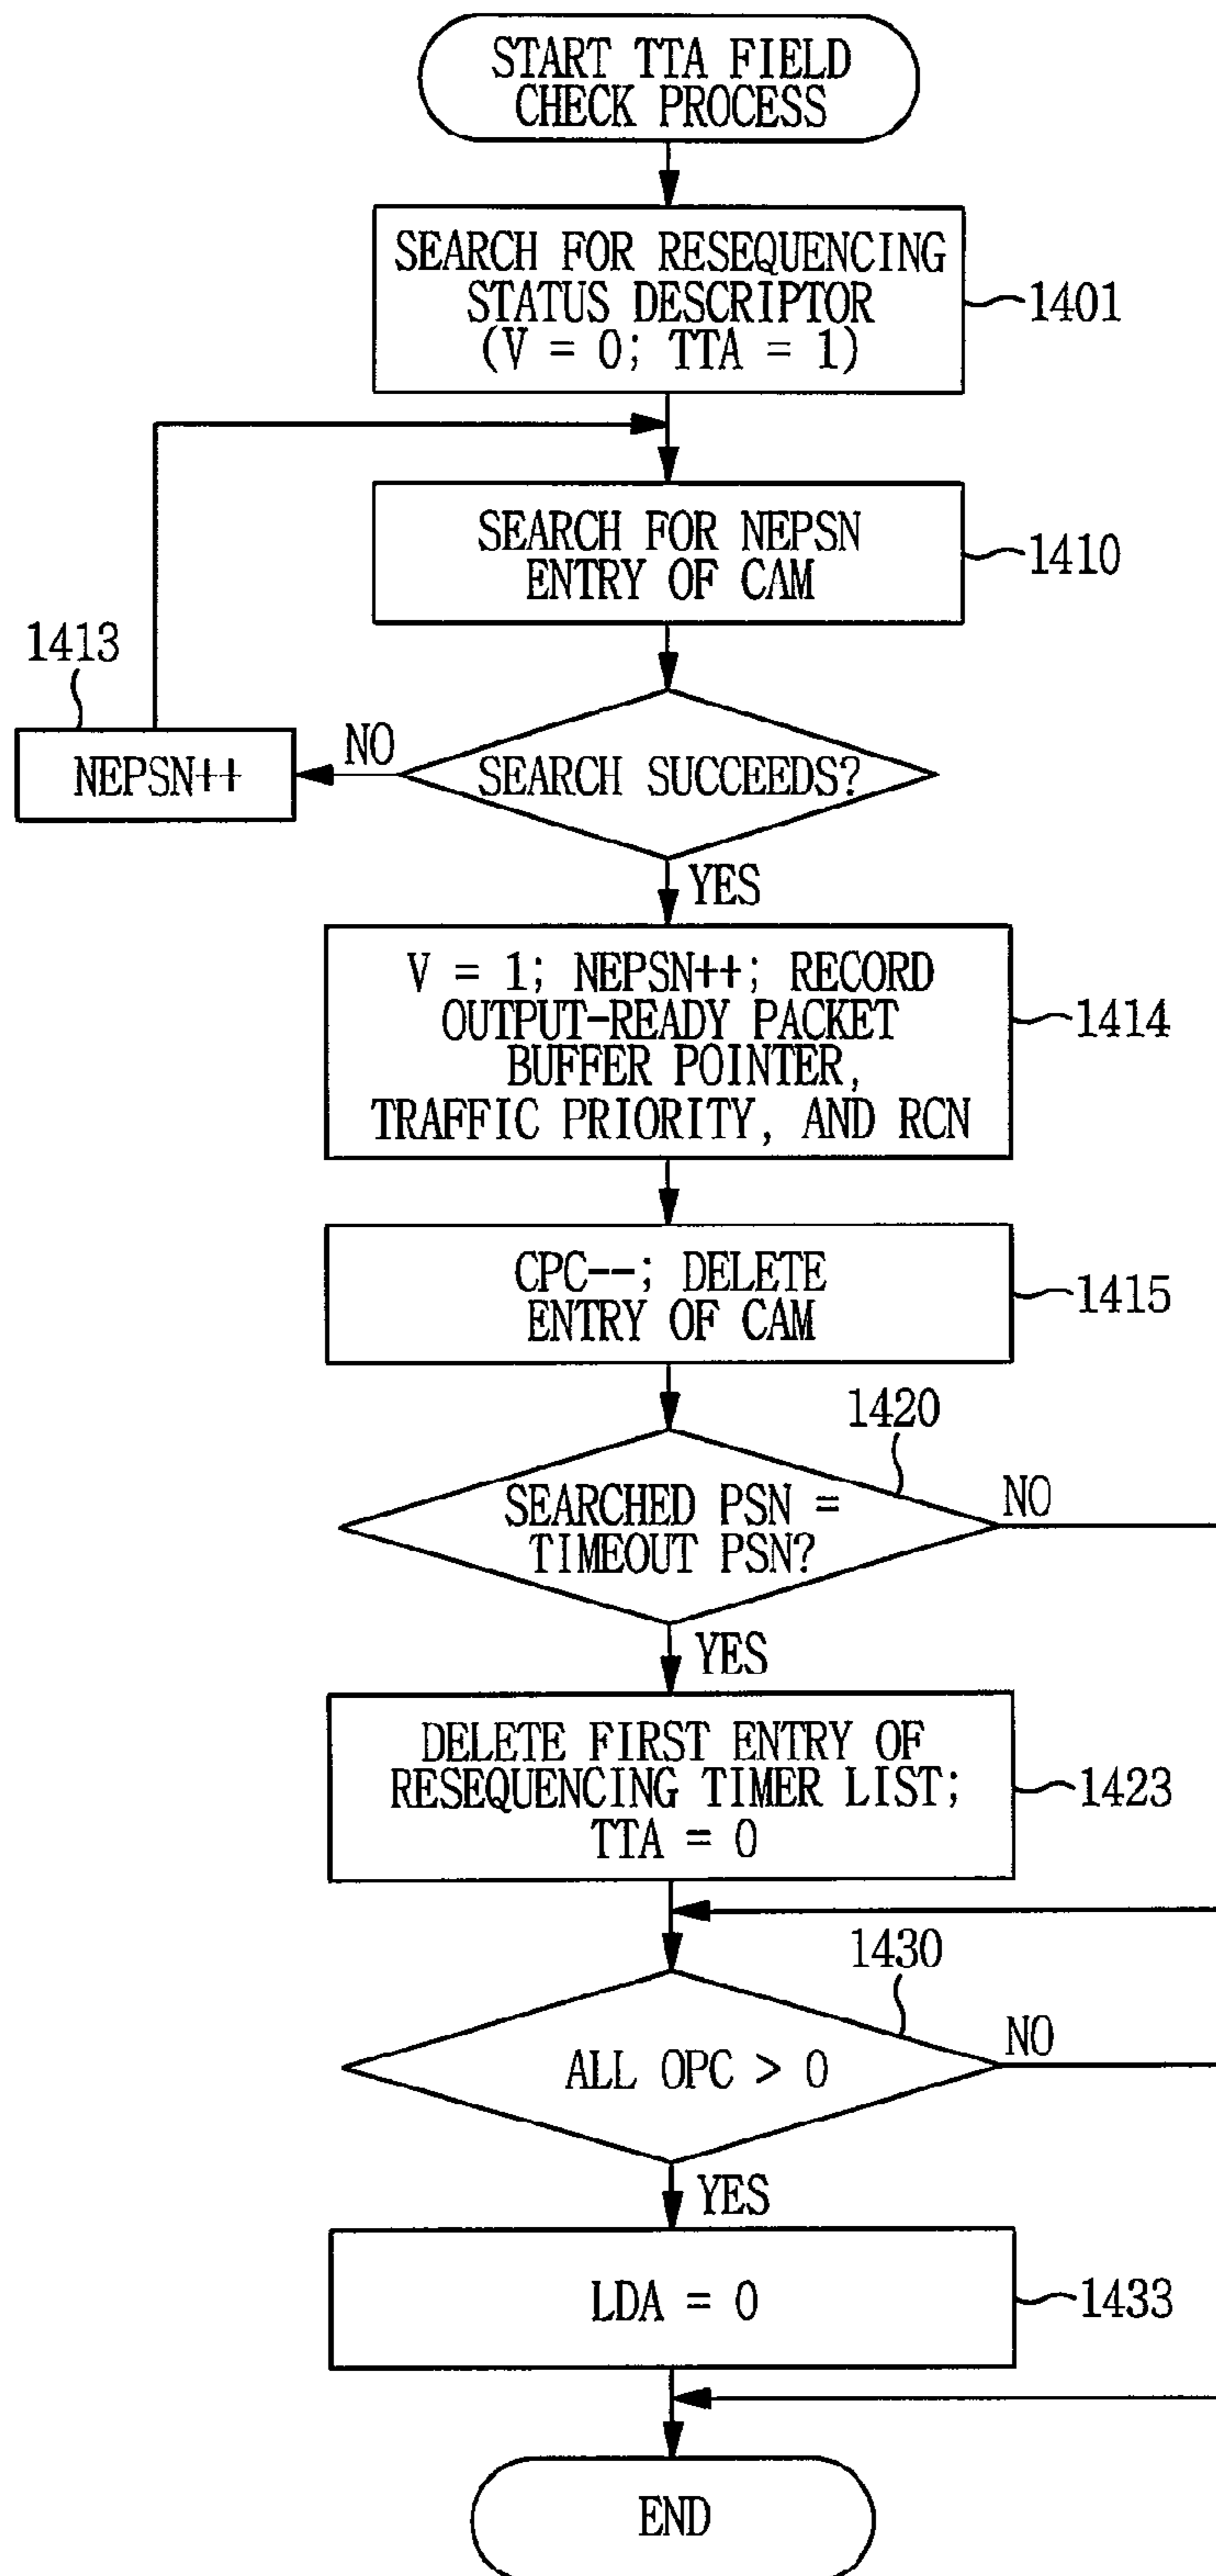 START TTA FIELD
CHECK PROCESS
SEARCH FOR RESEQUENCING
STATUS DESCRIPTOR
(V = 0; TTA = 1)
1401
SEARCH FOR NEPSN
ENTRY OF CAM
1410
1413
NEPSN++
NO
SEARCH SUCCEEDS?
YES
V = 1; NEPSN++; RECORD
OUTPUT-READY PACKET
BUFFER POINTER,
TRAFFIC PRIORITY, AND RCN
1414
CPC--; DELETE
ENTRY OF CAM
1415
1420
SEARCHED PSN =
TIMEOUT PSN?
NO
YES
DELETE FIRST ENTRY OF
RESEQUENCING TIMER LIST;
TTA = 0
1423
1430
ALL OPC > 0
NO
YES
LDA = 0
1433
END